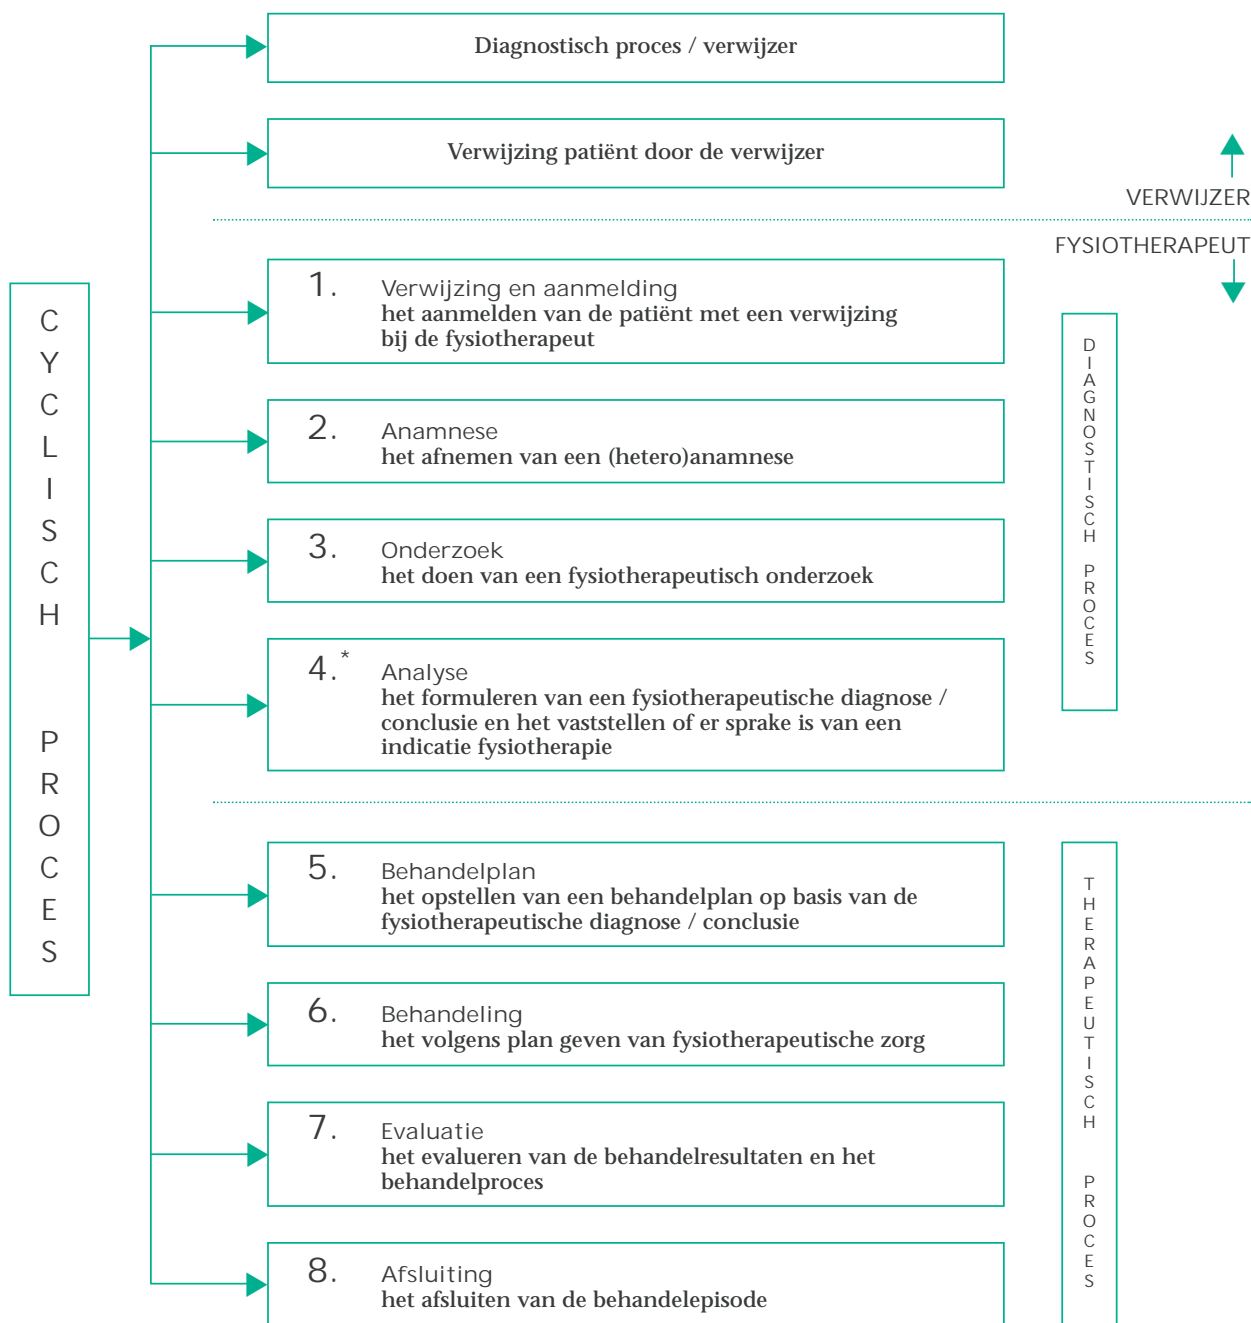 Diagnostisch proces / verwijzer
Verwijzing patiënt door de verwijzer
VERWIJZER
FYSIOTHERAPEUT
CYCLISCH PROCES
1. Verwijzing en aanmelding
het aanmelden van de patiënt met een verwijzing
bij de fysiotherapeut
2. Anamnese
het afnemen van een (hetero)anamnese
3. Onderzoek
het doen van een fysiotherapeutisch onderzoek
4.* Analyse
het formuleren van een fysiotherapeutische diagnose /
conclusie en het vaststellen of er sprake is van een
indicatie fysiotherapie
DIAGNOSTISCH PROCES
5. Behandelplan
het opstellen van een behandelplan op basis van de
fysiotherapeutische diagnose / conclusie
6. Behandeling
het volgens plan geven van fysiotherapeutische zorg
7. Evaluatie
het evalueren van de behandelresultaten en het
behandelproces
8. Afsluiting
het afsluiten van de behandelepisode
THERAPEUTISCH PROCES